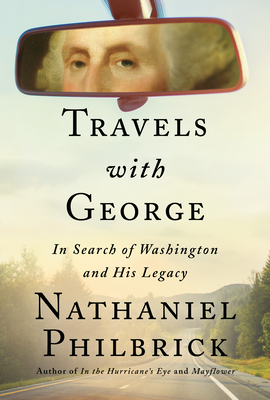 TRAVELS
with
GEORGE
In Search of Washington
and His Legacy
NATHANIEL
PHILBRICK
Author of In the Hurricane's Eye and Mayflower